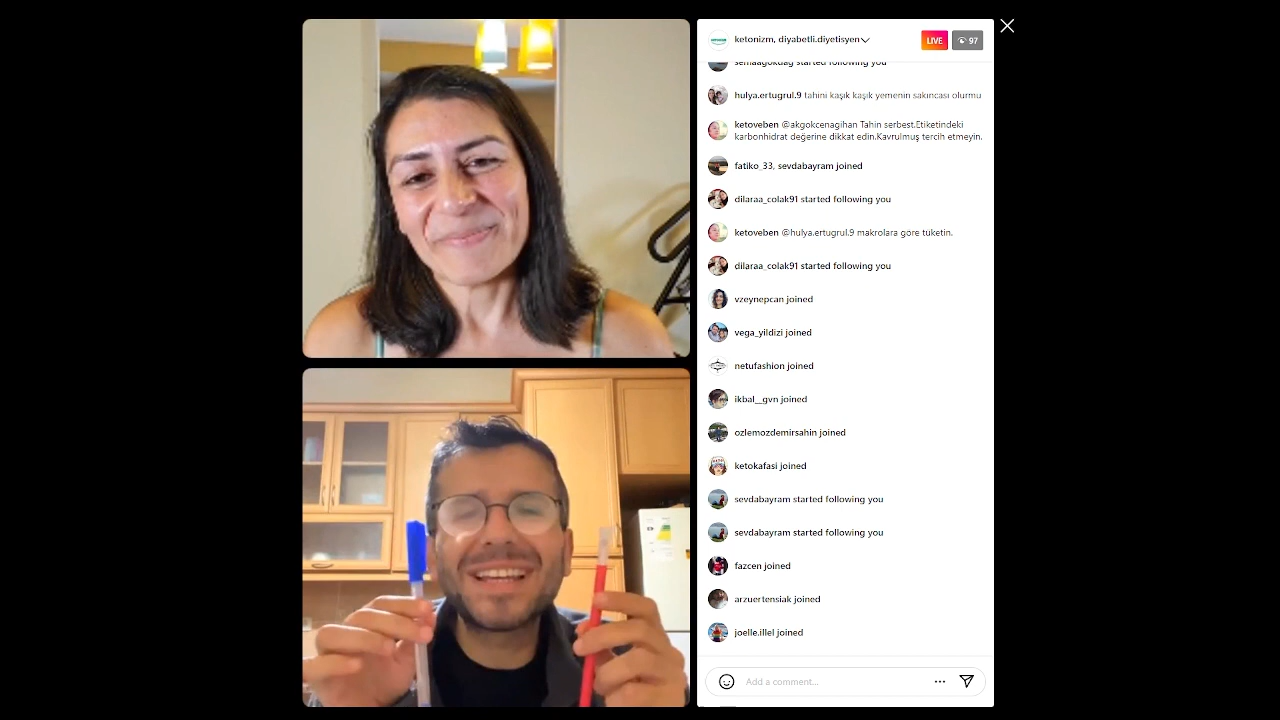 ketonizm, diyabetli.diyetisyen
LIVE
97
semaagokdag started following you
hulya.ertugrul.9 tahini kaşık kaşık yemenin sakıncası olurmu
ketoveben @akgokcenagihan Tahin serbest.Etiketindeki
karbonhidrat değerine dikkat edin.Kavrulmuş tercih etmeyin.
fatiko_33, sevdabayram joined
dilaraa_colak91 started following you
ketoveben @hulya.ertugrul.9 makrolara göre tüketin.
dilaraa_colak91 started following you
vzeynepcan joined
vega_yildizi joined
netufashion joined
ikbal__gvn joined
ozlemozdemirsahin joined
ketokafasi joined
sevdabayram started following you
sevdabayram started following you
fazcen joined
arzuertensiak joined
joelle.illel joined
Add a comment...